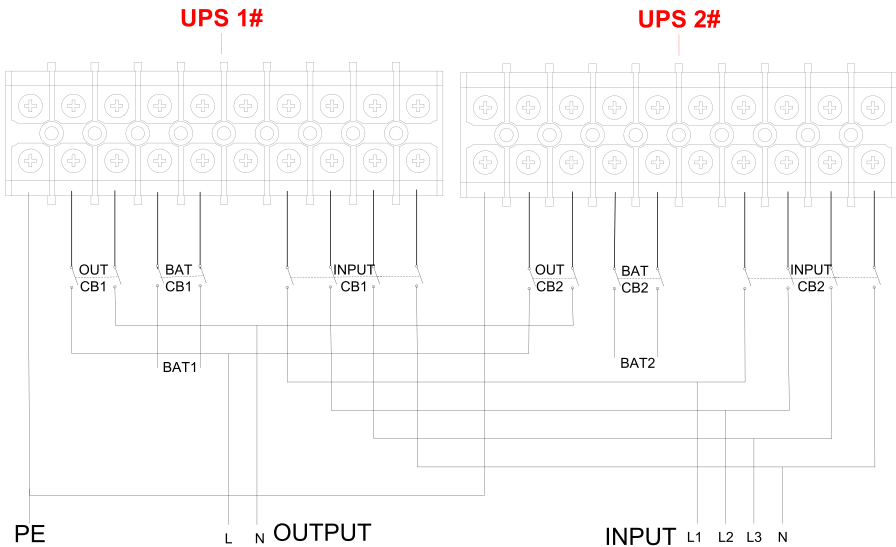 UPS 1# UPS 2#
OUT BAT INPUT OUT BAT INPUT
CB1 CB1 CB1 CB2 CB2 CB2
BAT1 BAT2
PE L N OUTPUT INPUT L1 L2 L3 N